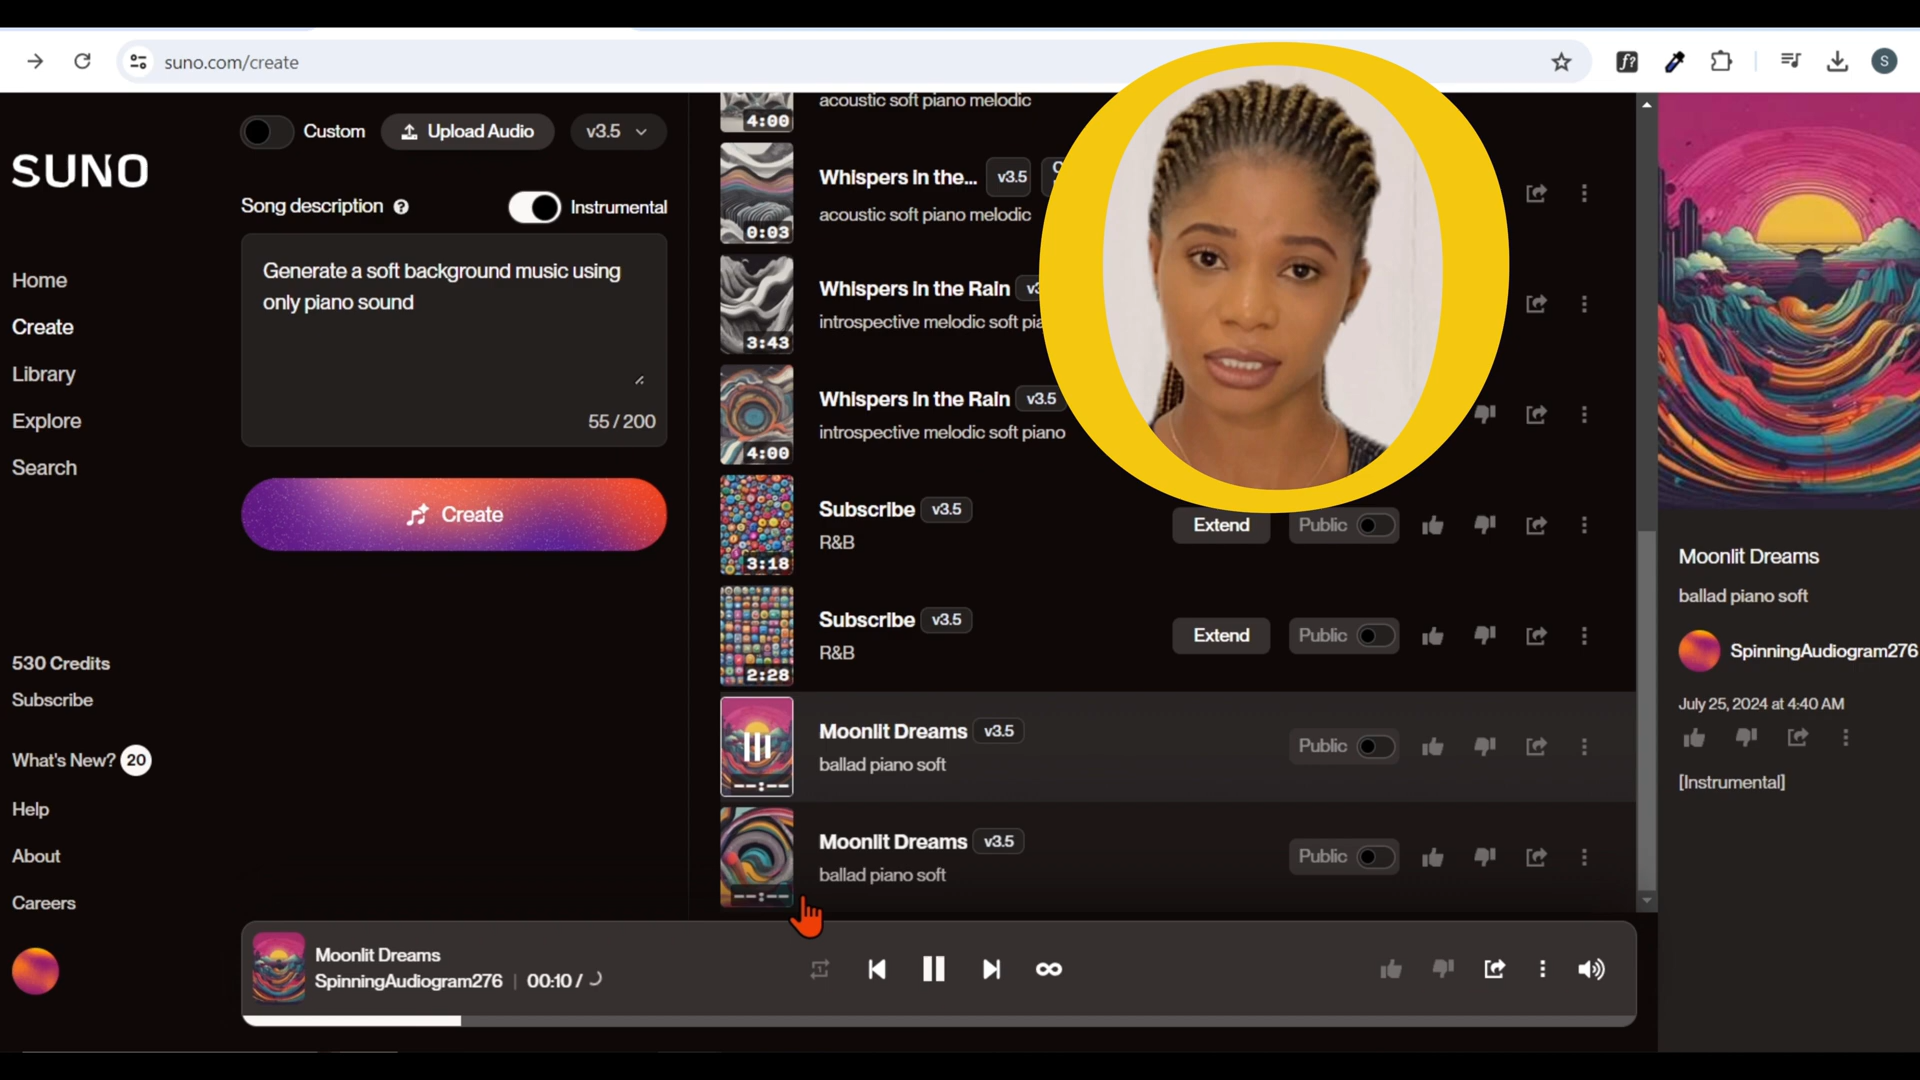 suno.com/create
f?
S
SUNO
Home
Create
Library
Explore
Search
530 Credits
Subscribe
What's New? 20
Help
About
Careers
Custom
Upload Audio
v3.5
Song description ?
Instrumental
Generate a soft background music using
only piano sound
55 / 200
Create
4:00
acoustic soft piano melodic
0:03
Whispers in the... v3.5
acoustic soft piano melodic
3:43
Whispers in the Rain
introspective melodic soft
4:00
Whispers in the Rain v3.5
introspective melodic soft piano
3:18
Subscribe v3.5
R&B
Extend
Public
2:28
Subscribe v3.5
R&B
Extend
Public
--:--
Moonlit Dreams v3.5
ballad piano soft
Public
--:--
Moonlit Dreams v3.5
ballad piano soft
Public
Moonlit Dreams
ballad piano soft
SpinningAudiogram276
July 25, 2024 at 4:40 AM
[Instrumental]
Moonlit Dreams
SpinningAudiogram276 | 00:10 /
1